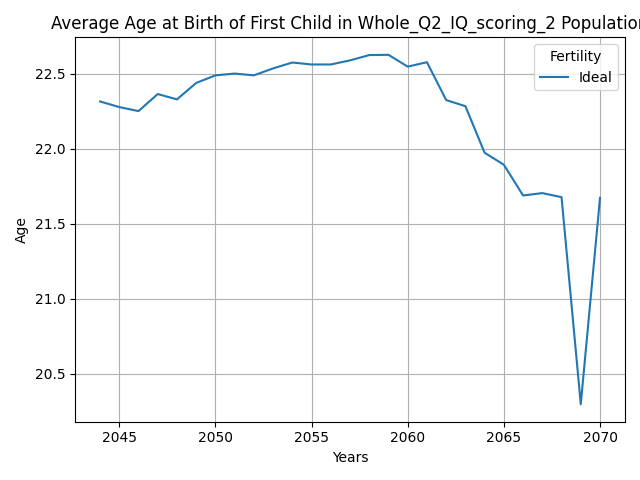 Average Age at Birth of First Child in Whole_Q2_IQ_scoring_2 Population
Fertility
Ideal
22.5
22.0
21.5
21.0
20.5
Age
2045 2050 2055 2060 2065 2070
Years